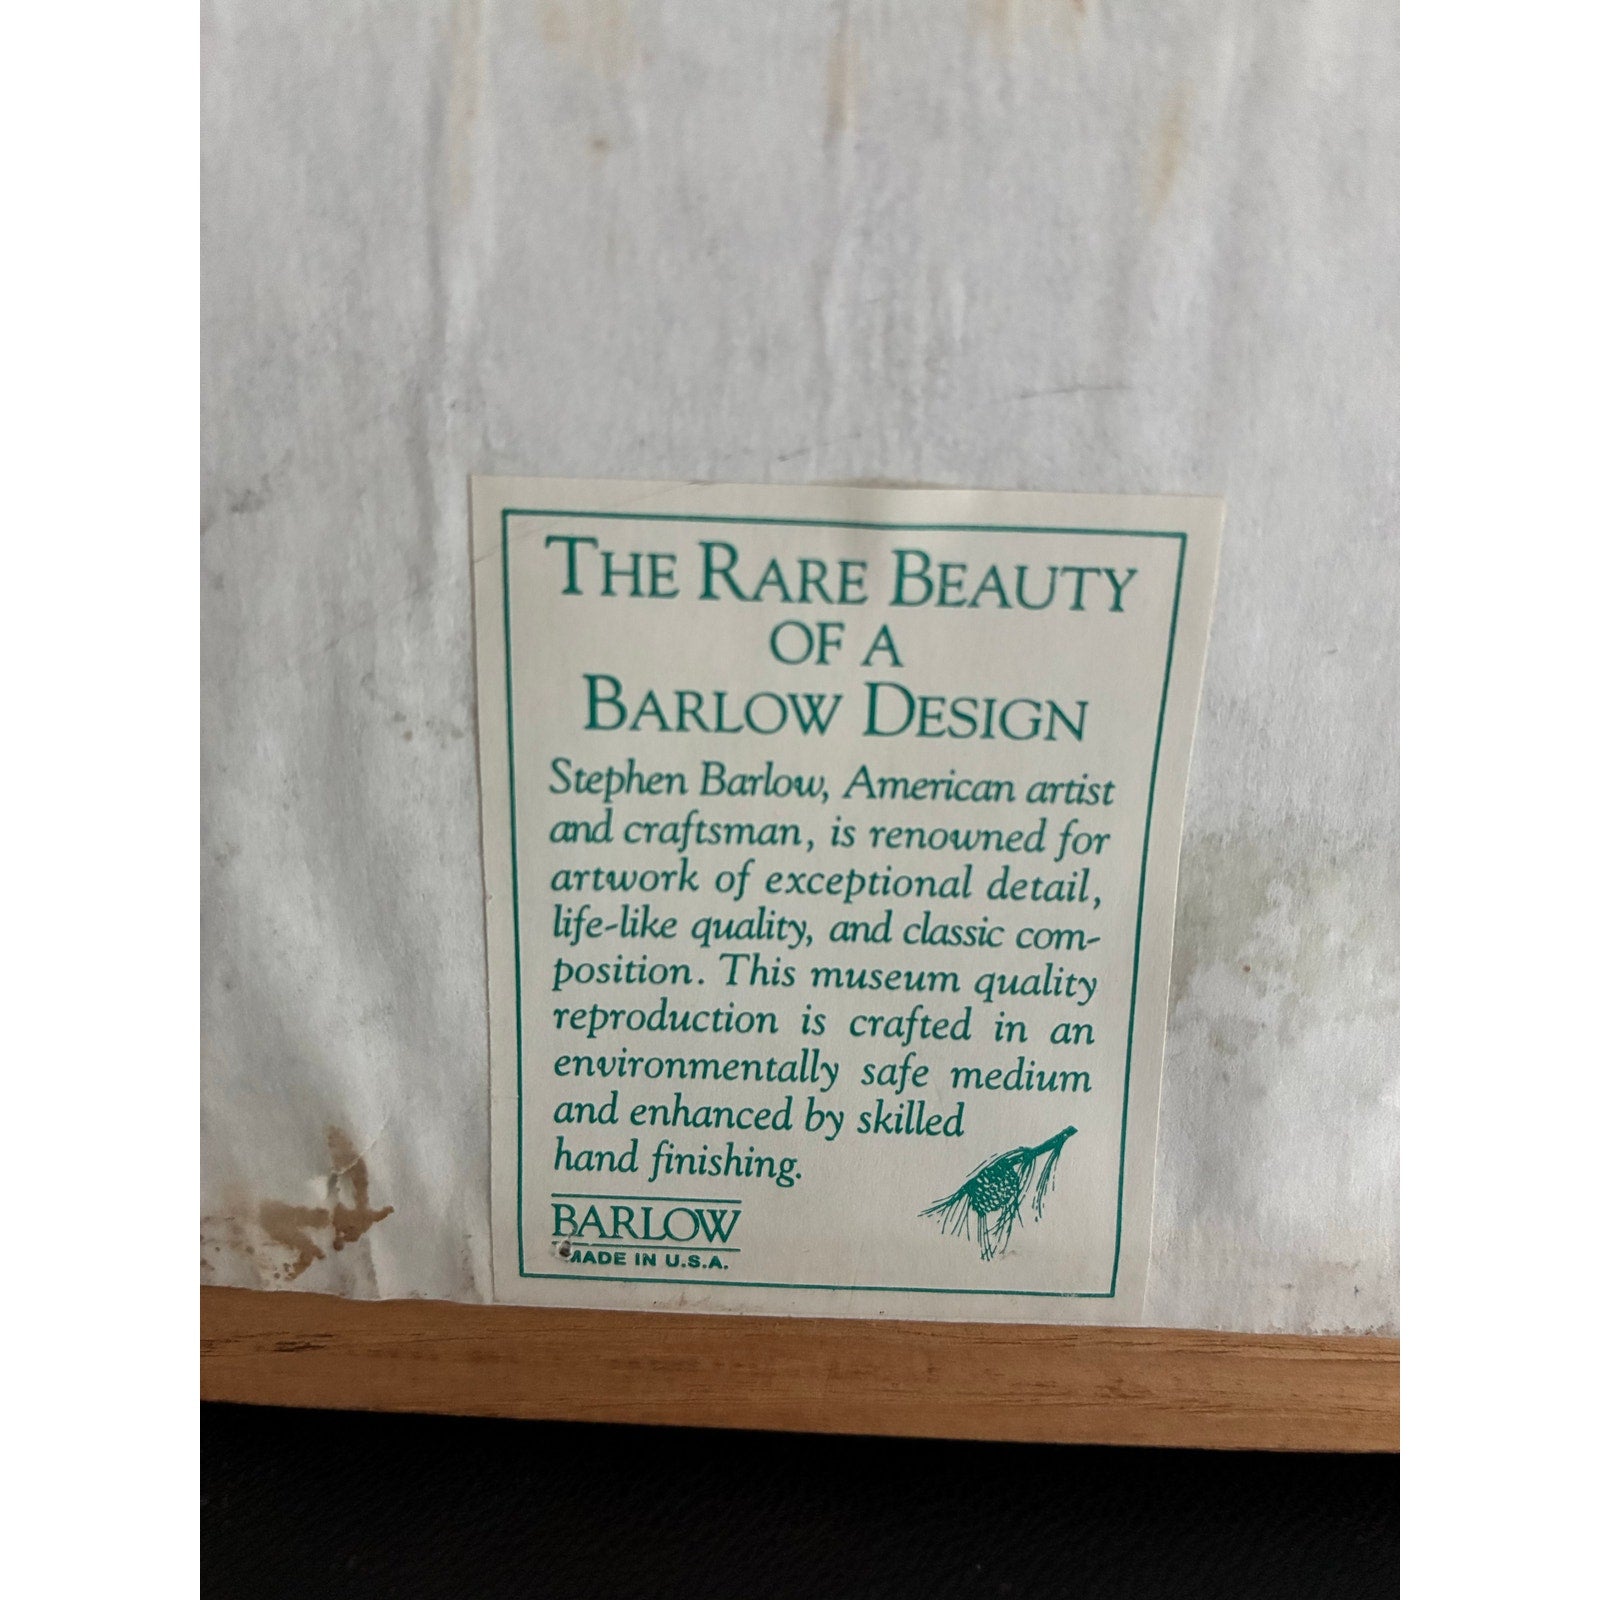 THE RARE BEAUTY
OF A
BARLOW DESIGN
Stephen Barlow, American artist
and craftsman, is renowned for
artwork of exceptional detail,
life-like quality, and classic com-
position. This museum quality
reproduction is crafted in an
environmentally safe medium
and enhanced by skilled
hand finishing.
BARLOW
MADE IN U.S.A.